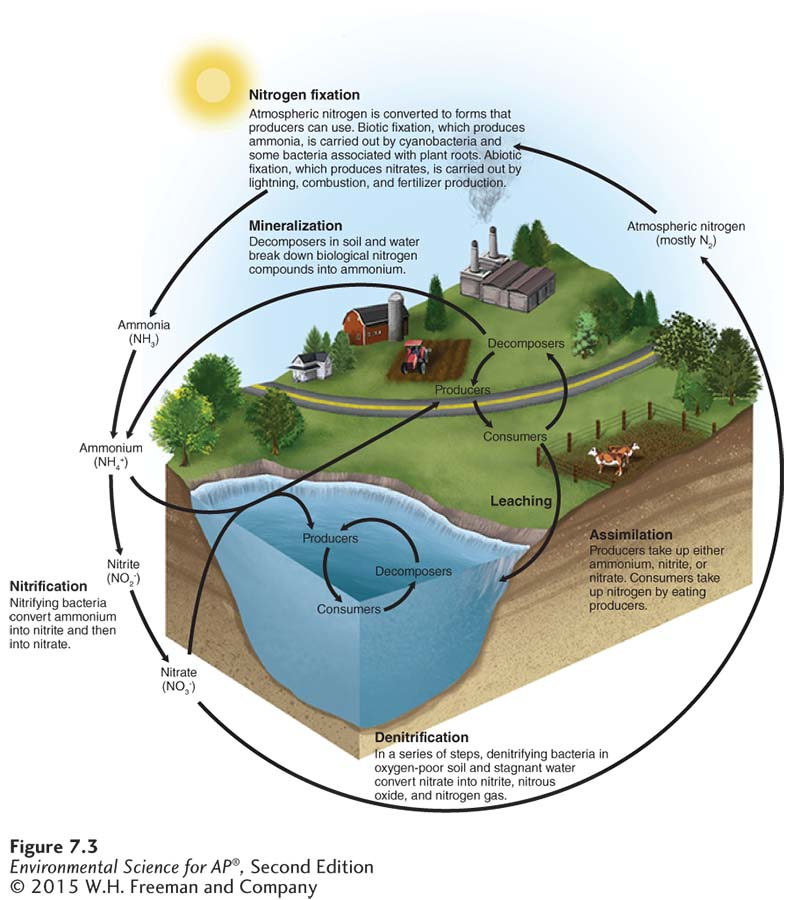 Nitrogen fixation
Atmospheric nitrogen is converted to forms that
producers can use. Biotic fixation, which produces
ammonia, is carried out by cyanobacteria and
some bacteria associated with plant roots. Abiotic
fixation, which produces nitrates, is carried out by
lightning, combustion, and fertilizer production.
Mineralization
Decomposers in soil and water
break down biological nitrogen
compounds into ammonium.
Atmospheric nitrogen
(mostly N₂)
Ammonia
(NH₃)
Decomposers
Producers
Consumers
Ammonium
(NH₄⁺)
Leaching
Assimilation
Producers take up either
ammonium, nitrite, or
nitrate. Consumers take
up nitrogen by eating
producers.
Producers
Decomposers
Consumers
Nitrite
(NO₂⁻)
Nitrification
Nitrifying bacteria
convert ammonium
into nitrite and then
into nitrate.
Nitrate
(NO₃⁻)
Denitrification
In a series of steps, denitrifying bacteria in
oxygen-poor soil and stagnant water
convert nitrate into nitrite, nitrous
oxide, and nitrogen gas.
Figure 7.3
Environmental Science for AP®, Second Edition
© 2015 W.H. Freeman and Company